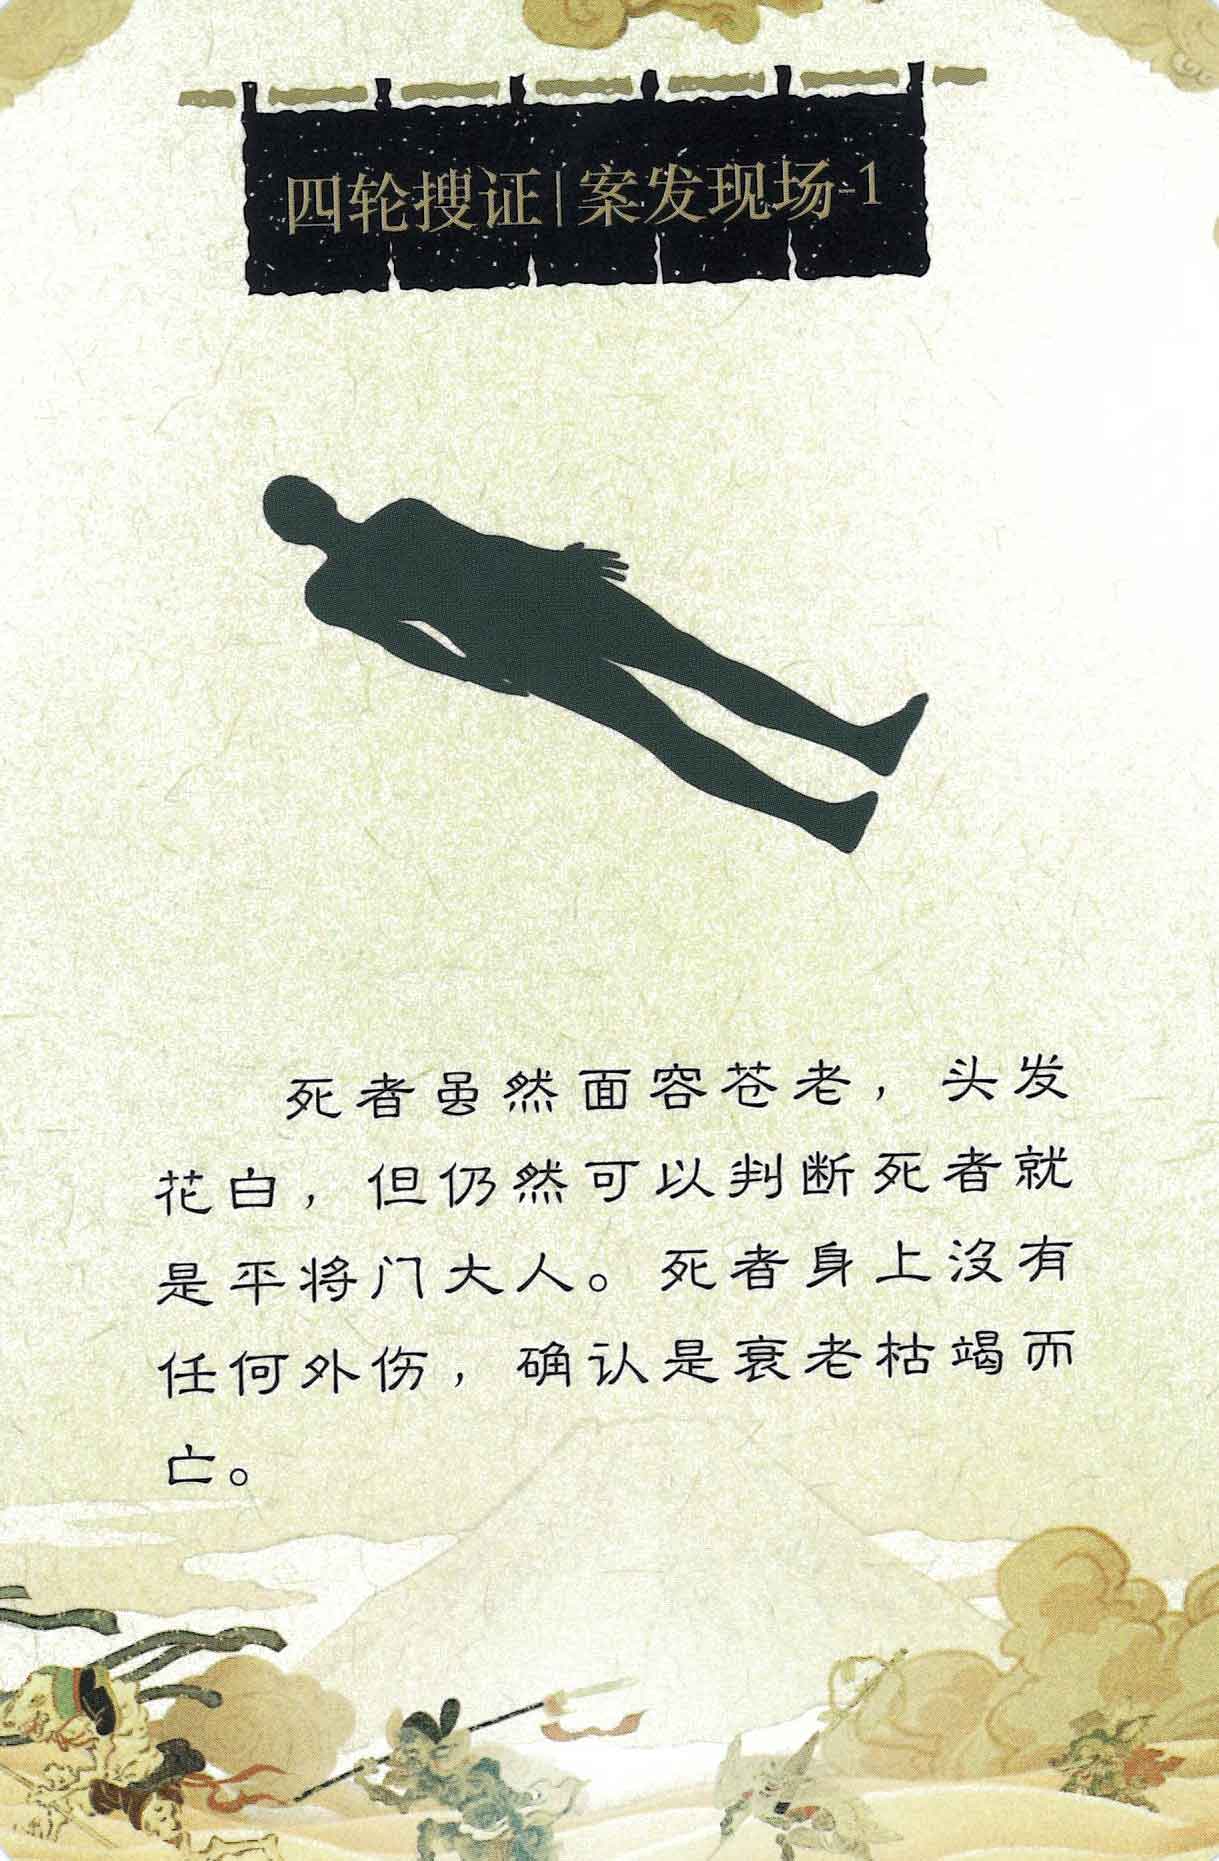 四轮搜证|案发现场-1
死者虽然面容苍老，头发
花白，但仍然可以判断死者就
是平将门大人。死者身上没有
任何外伤，确认是衰老枯竭而
亡。